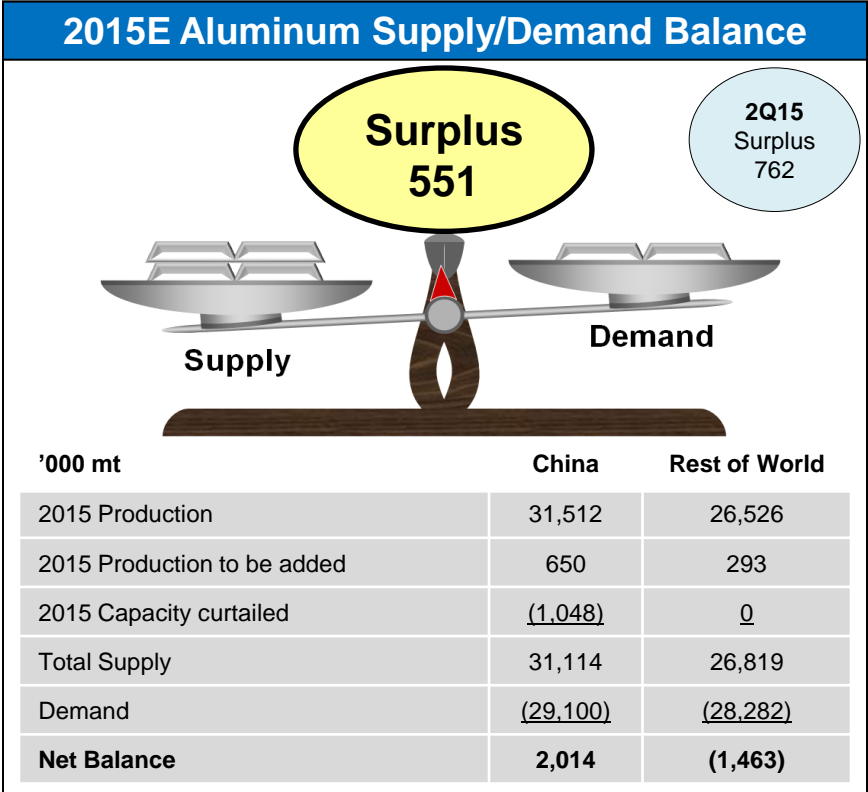 2015E Aluminum Supply/Demand Balance
Surplus
551
2Q15
Surplus
762
Supply
Demand
’000 mt China Rest of World
2015 Production 31,512 26,526
2015 Production to be added 650 293
2015 Capacity curtailed (1,048) 0
Total Supply 31,114 26,819
Demand (29,100) (28,282)
Net Balance 2,014 (1,463)